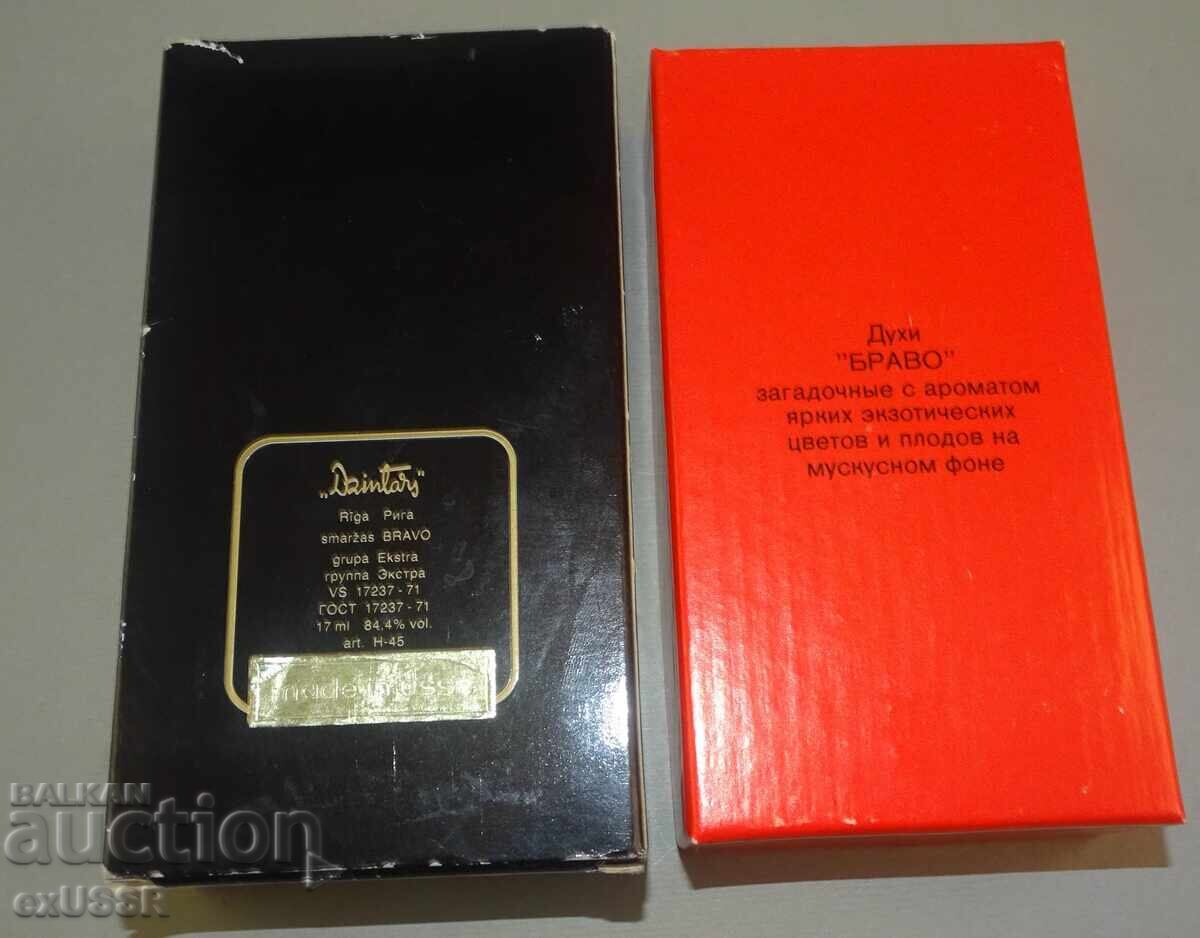 „Dzintars"
Rīga Рига
smaržas BRAVO
grupa Ekstra
группа Экстра
VS 17237-71
ГОСТ 17237-71
17 ml 84,4% vol.
art. H-45
made in USSR
Духи
"БРАВО"
загадочные с ароматом
ярких экзотических
цветов и плодов на
мускусном фоне
BALKAN
auction
exUSSR